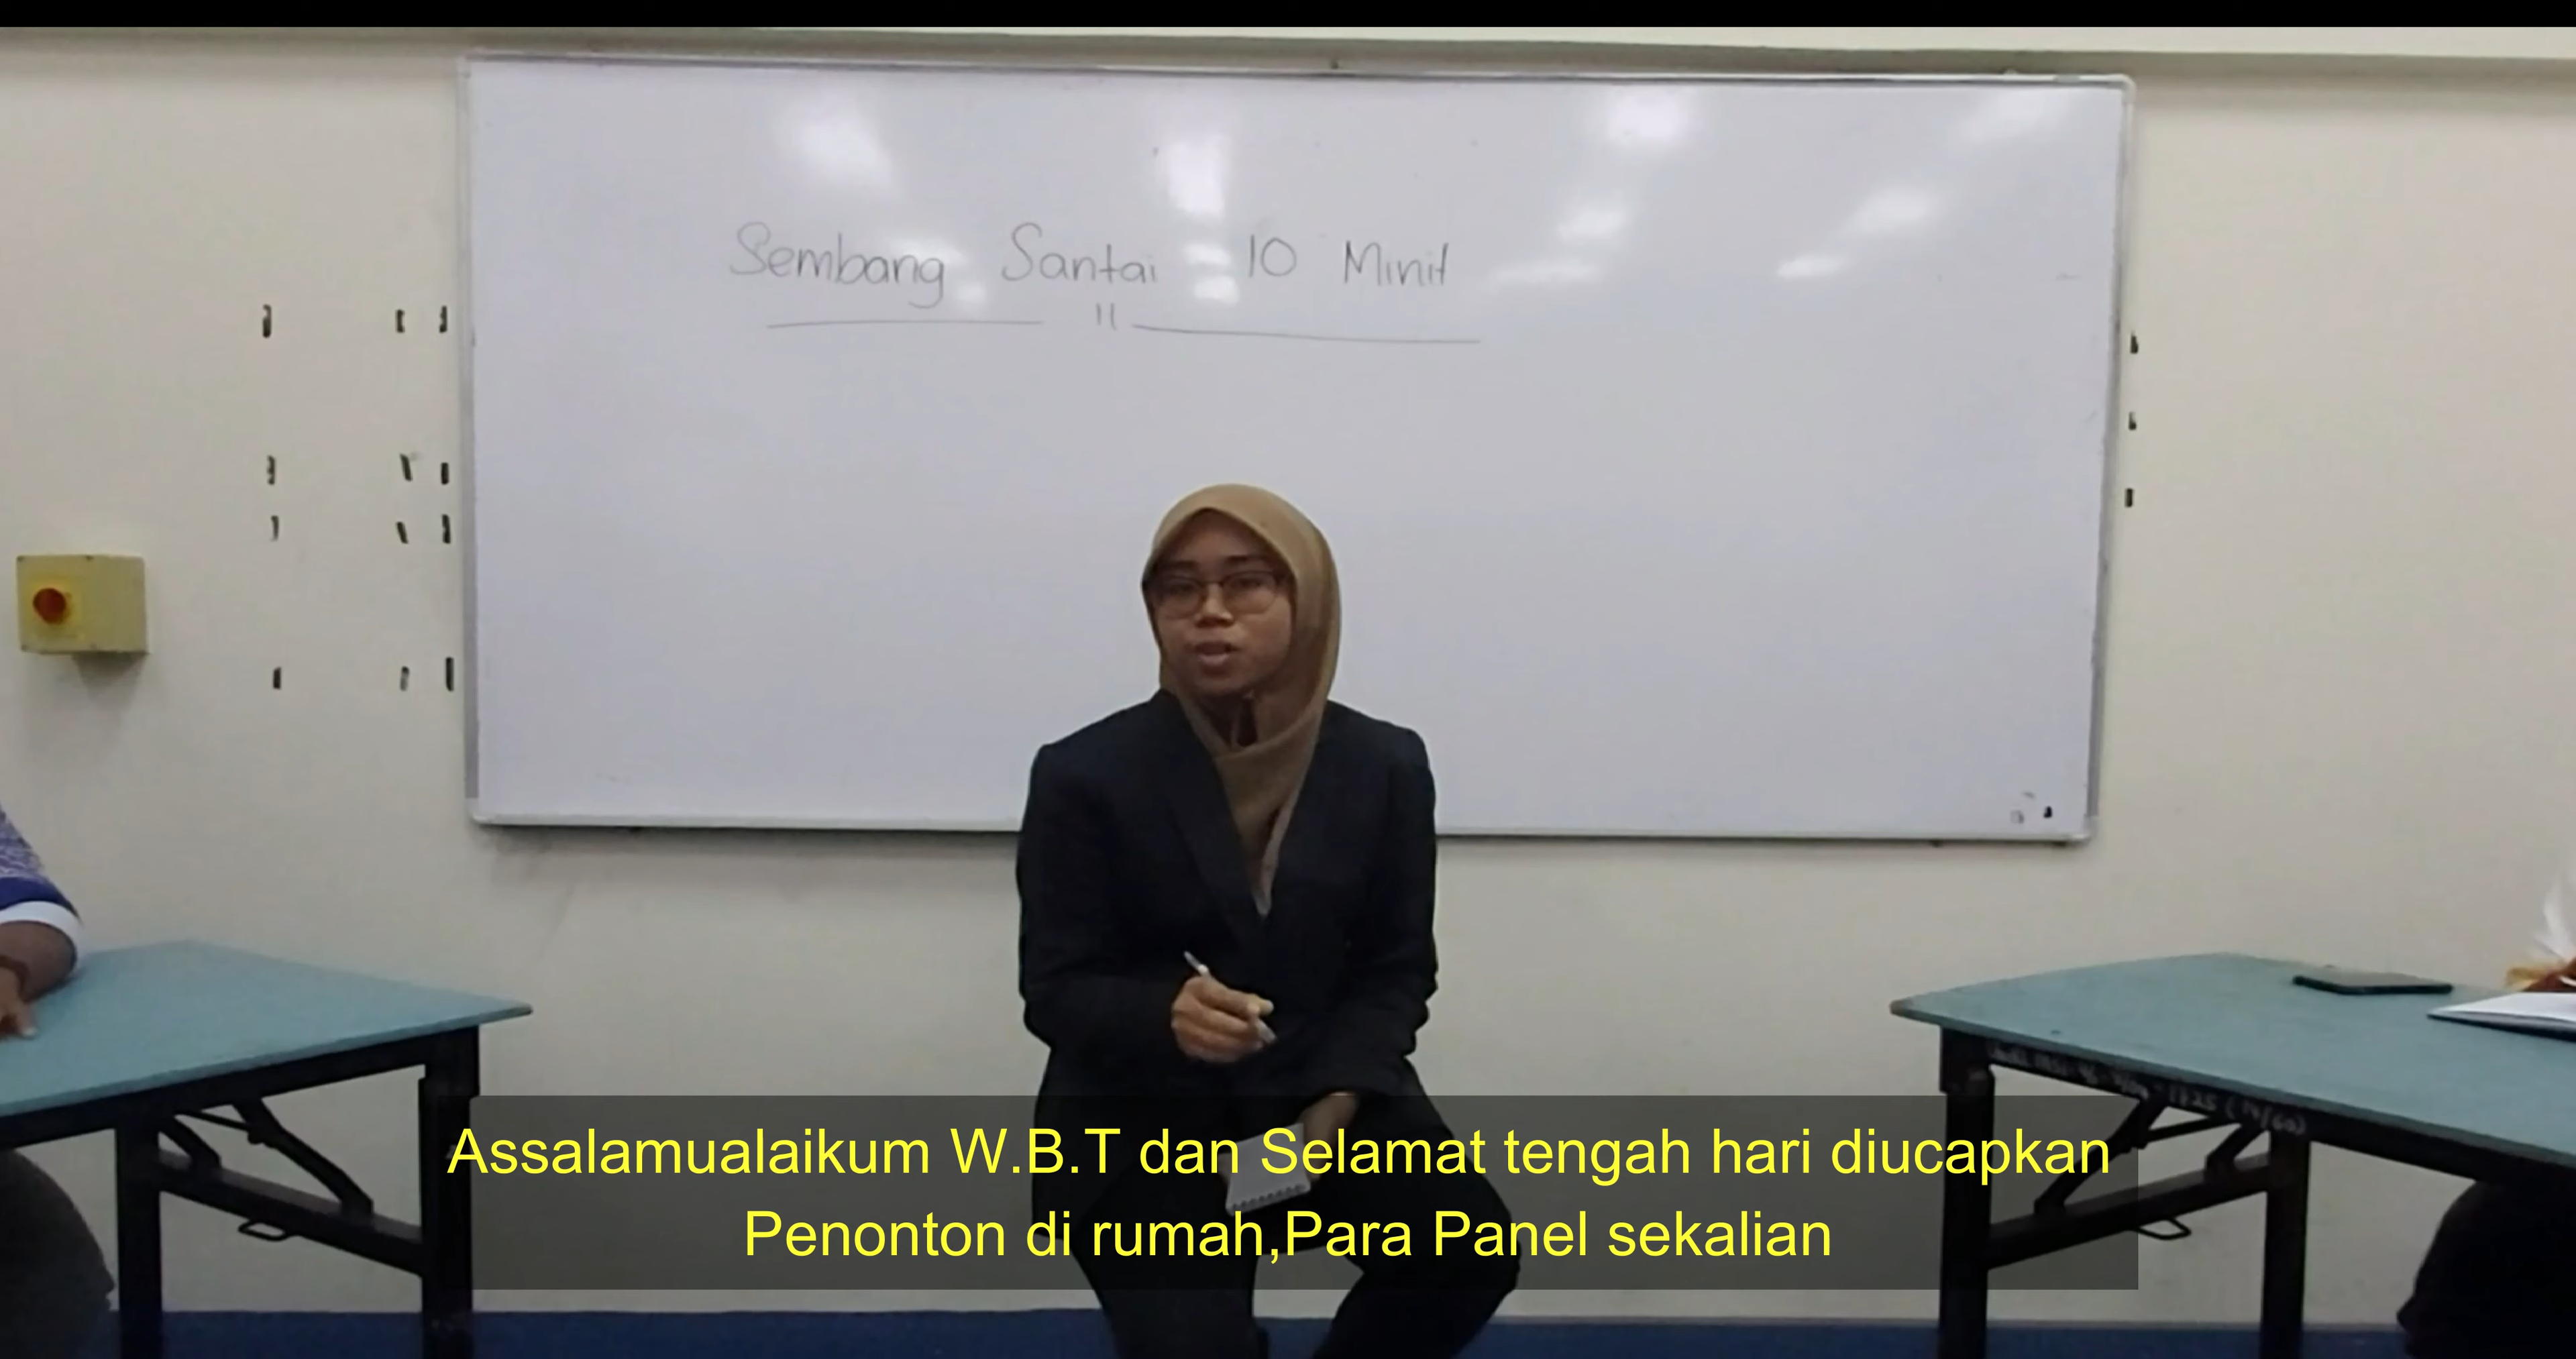 Sembang Santai 10 Minit
Assalamualaikum W.B.T dan Selamat tengah hari diucapkan
Penonton di rumah,Para Panel sekalian